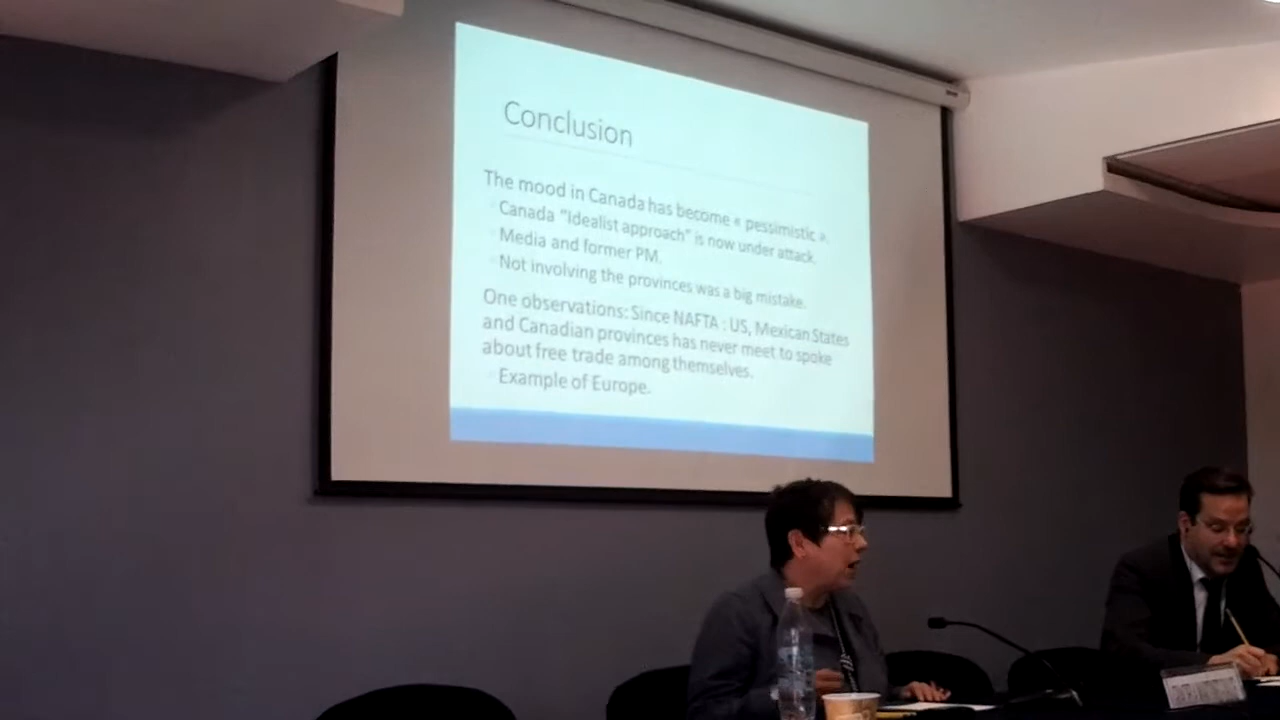 Conclusion
The mood in Canada has become « pessimistic ».
Canada "Idealist approach" is now under attack.
Media and former PM.
Not involving the provinces was a big mistake.
One observations: Since NAFTA : US, Mexican States
and Canadian provinces has never meet to spoke
about free trade among themselves.
Example of Europe.